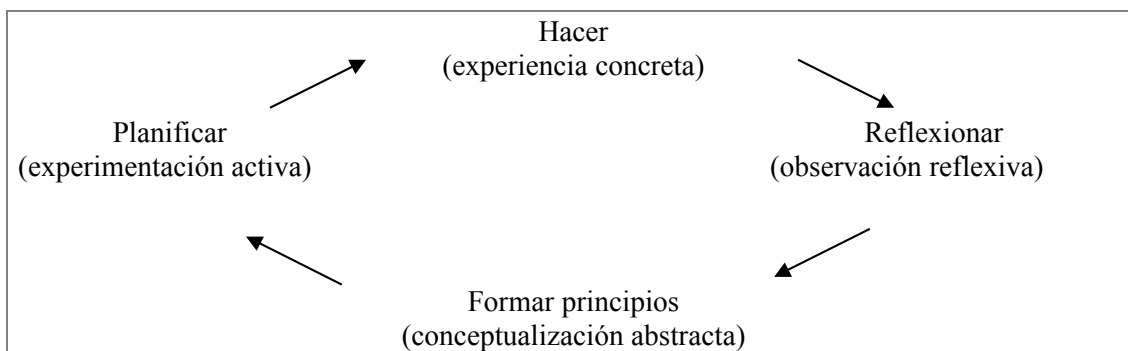 Hacer
(experiencia concreta)
Planificar
(experimentación activa)
Reflexionar
(observación reflexiva)
Formar principios
(conceptualización abstracta)